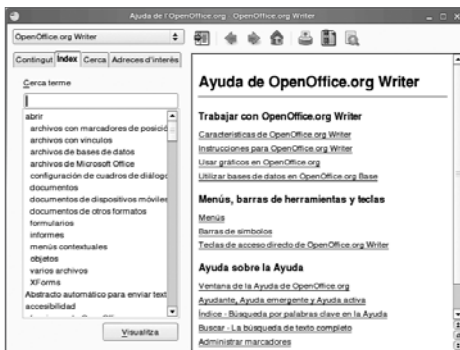 Ajuda de l'OpenOffice.org : OpenOffice.org Writer
OpenOffice.org Writer
Contingut Índex Cerca Adreces d'interès
Cerca terme
abrir
archivos con marcadores de posició
archivos con vínculos
archivos de bases de datos
archivos de Microsoft Office
configuración de cuadros de diálogo
documentos
documentos de dispositivos móviles
documentos de otros formatos
formularios
informes
menús contextuales
objetos
varios archivos
XForms
Abstracto automático para enviar text
accesibilidad
Visualitza
Ayuda de OpenOffice.org Writer
Trabajar con OpenOffice.org Writer
Características de OpenOffice.org Writer
Instrucciones para OpenOffice.org Writer
Usar gráficos en OpenOffice.org
Utilizar bases de datos en OpenOffice.org Base
Menús, barras de herramientas y teclas
Menús
Barras de símbolos
Teclas de acceso directo de OpenOffice.org Writer
Ayuda sobre la Ayuda
Ventana de la Ayuda de OpenOffice.org
Ayudante, Ayuda emergente y Ayuda activa
Índice - Búsqueda por palabras clave en la Ayuda
Buscar - La búsqueda de texto completo
Administrar marcadores